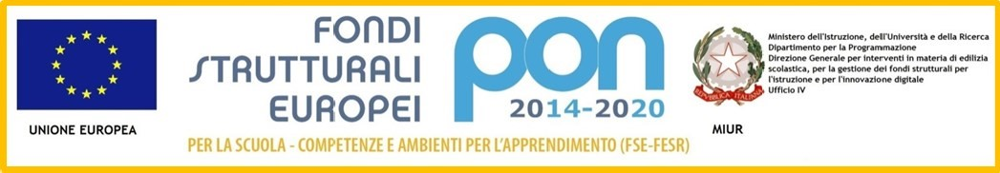 UNIONE EUROPEA
FONDI
STRUTTURALI
EUROPEI
pon
2014-2020
PER LA SCUOLA - COMPETENZE E AMBIENTI PER L'APPRENDIMENTO (FSE-FESR)
REPVBBLICA ITALIANA
MIUR
Ministero dell'Istruzione, dell'Università e della Ricerca
Dipartimento per la Programmazione
Direzione Generale per interventi in materia di edilizia
scolastica, per la gestione dei fondi strutturali per
l'istruzione e per l'innovazione digitale
Ufficio IV